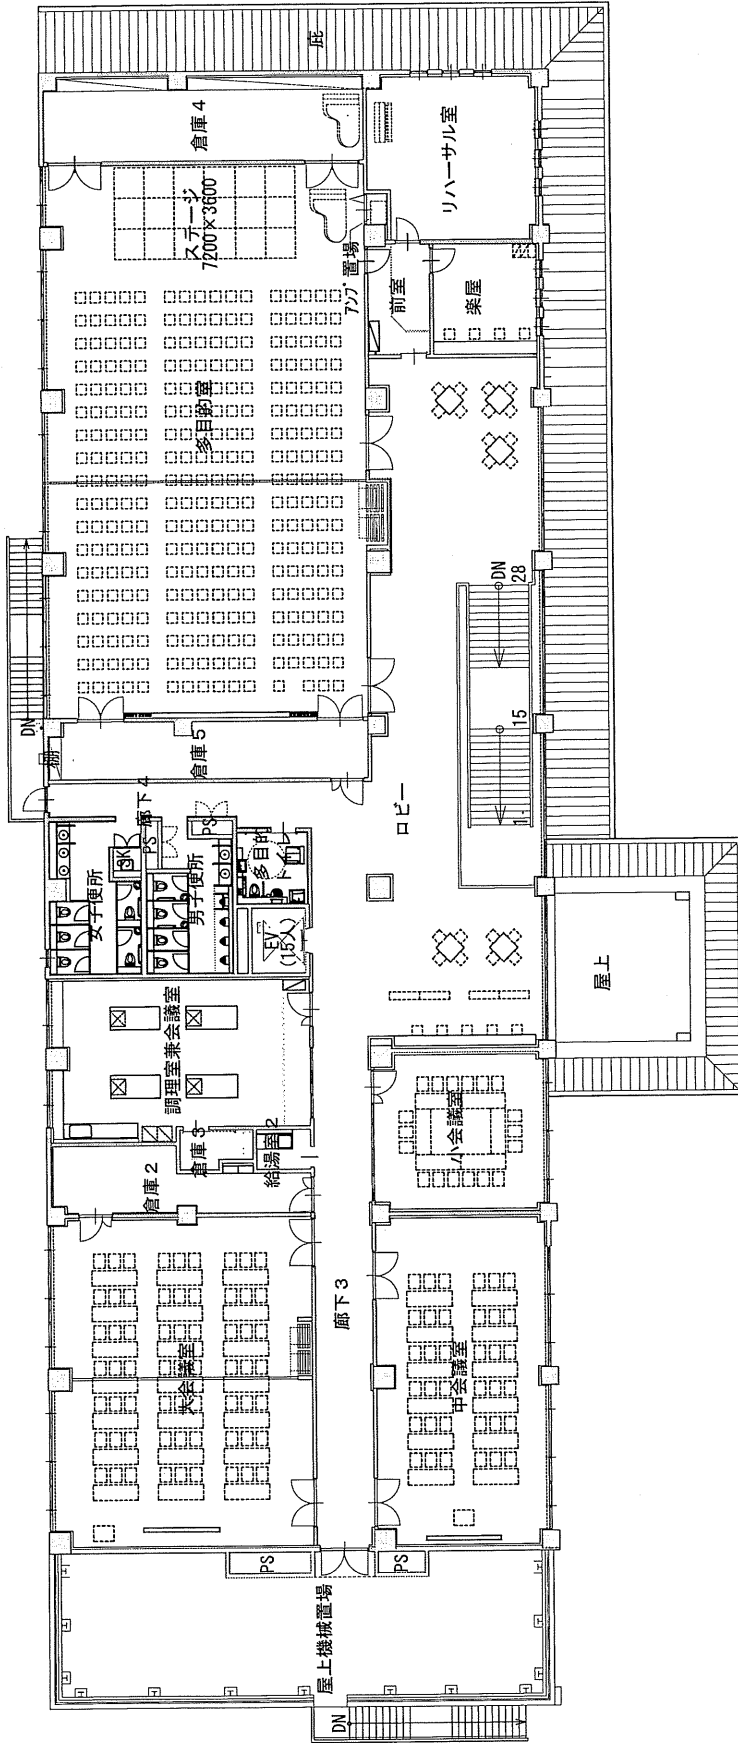 庇
倉庫4
リハーサル室
ステージ
7200×3600
アンプ置場
前室
楽屋
多目的室
DN
28
15
1
DN
棚
倉庫5
廊下4
PS
PS
SK
女子便所
男子便所
多目的
トイレ
EV
(15人)
ロビー
屋上
調理室兼会議室
倉庫3
給湯室2
倉庫2
小会議室
大会議室
廊下3
中会議室
PS
PS
屋上機械置場
DN